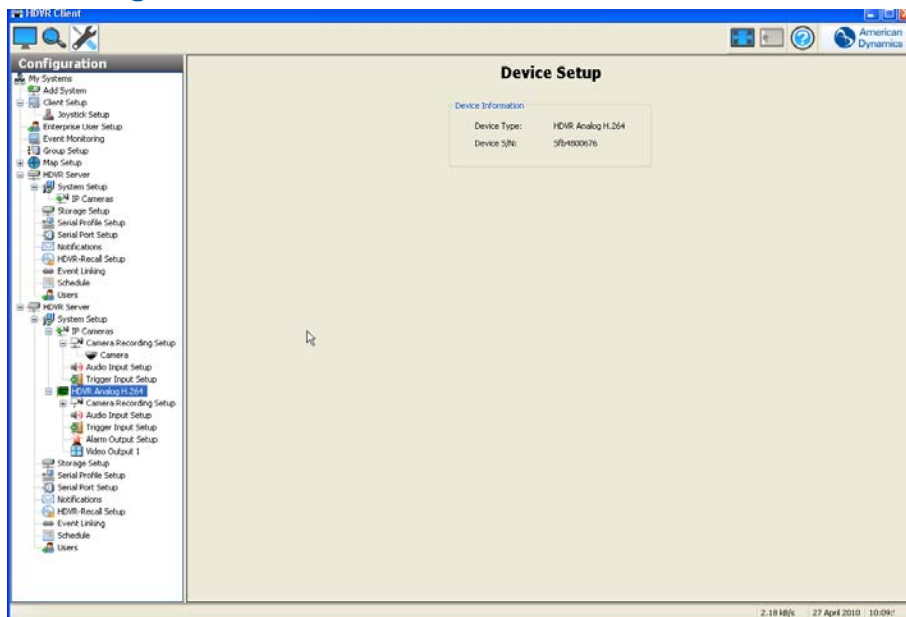 HDVR Client
American
Dynamics
Configuration
My Systems
Add System
Client Setup
Joystick Setup
Enterprise User Setup
Event Monitoring
Group Setup
Map Setup
HDVR Server
System Setup
IP Cameras
Storage Setup
Serial Profile Setup
Serial Port Setup
Notifications
HDVR-Recall Setup
Event Linking
Schedule
Users
HDVR Server
System Setup
IP Cameras
Camera Recording Setup
Camera
Audio Input Setup
Trigger Input Setup
HDVR Analog H.264
Camera Recording Setup
Audio Input Setup
Trigger Input Setup
Alarm Output Setup
Video Output 1
Storage Setup
Serial Profile Setup
Serial Port Setup
Notifications
HDVR-Recall Setup
Event Linking
Schedule
Users
Device Setup
Device Information
Device Type: HDVR Analog H.264
Device S/N: 5fb4800676
2.18 kB/s 27 April 2010 10:09: